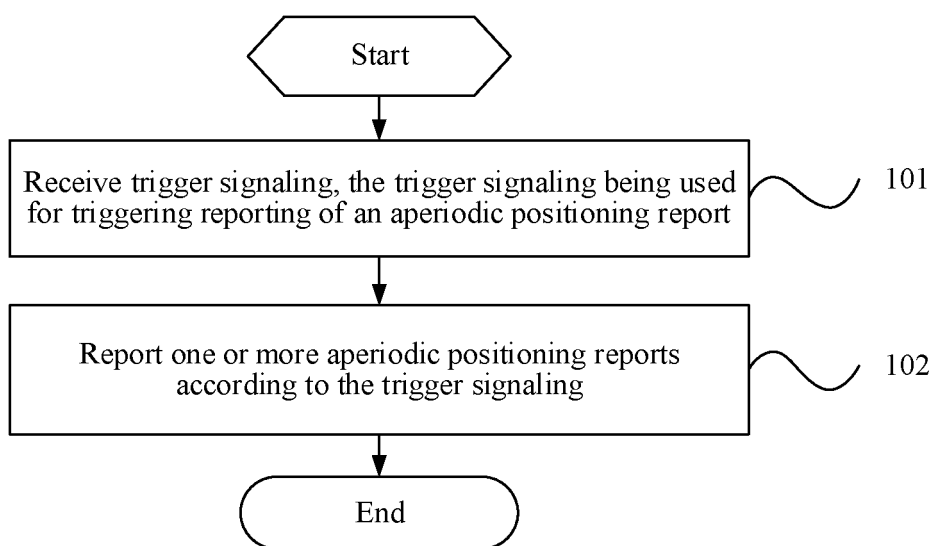 Start
Receive trigger signaling, the trigger signaling being used
for triggering reporting of an aperiodic positioning report
101
Report one or more aperiodic positioning reports
according to the trigger signaling
102
End